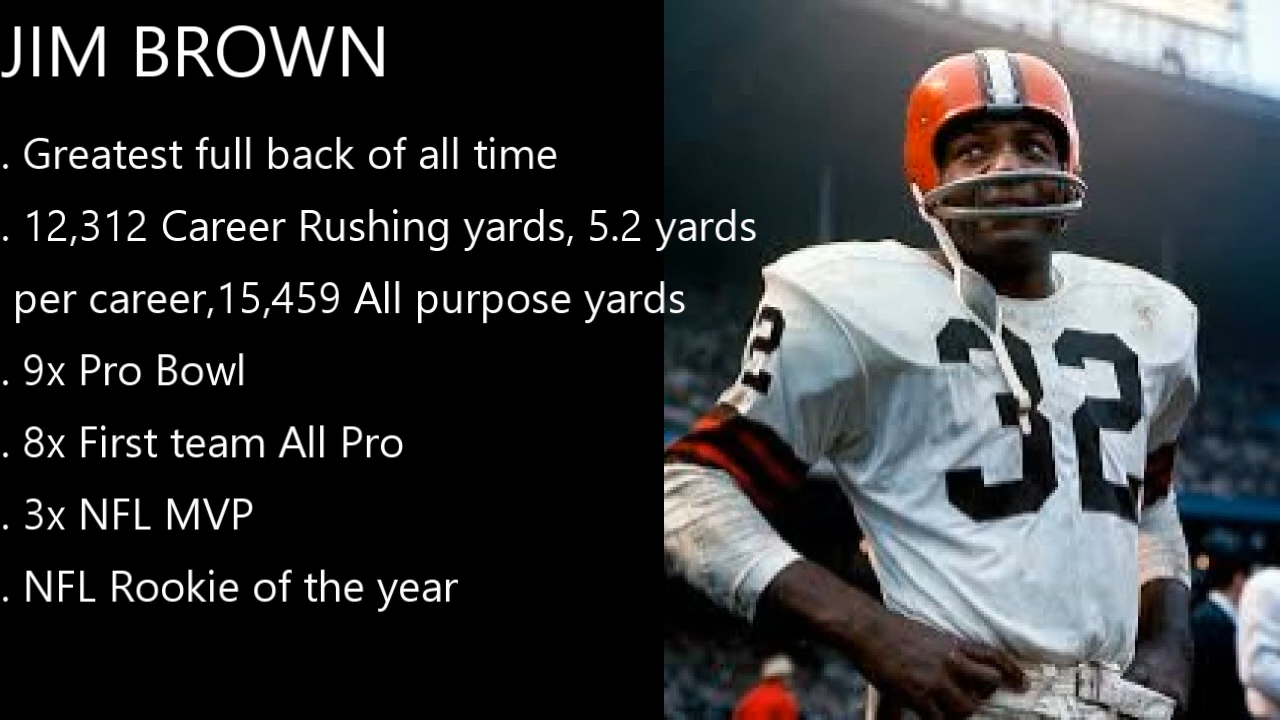 JIM BROWN
. Greatest full back of all time
. 12,312 Career Rushing yards, 5.2 yards
per career,15,459 All purpose yards
. 9x Pro Bowl
. 8x First team All Pro
. 3x NFL MVP
. NFL Rookie of the year
2
32